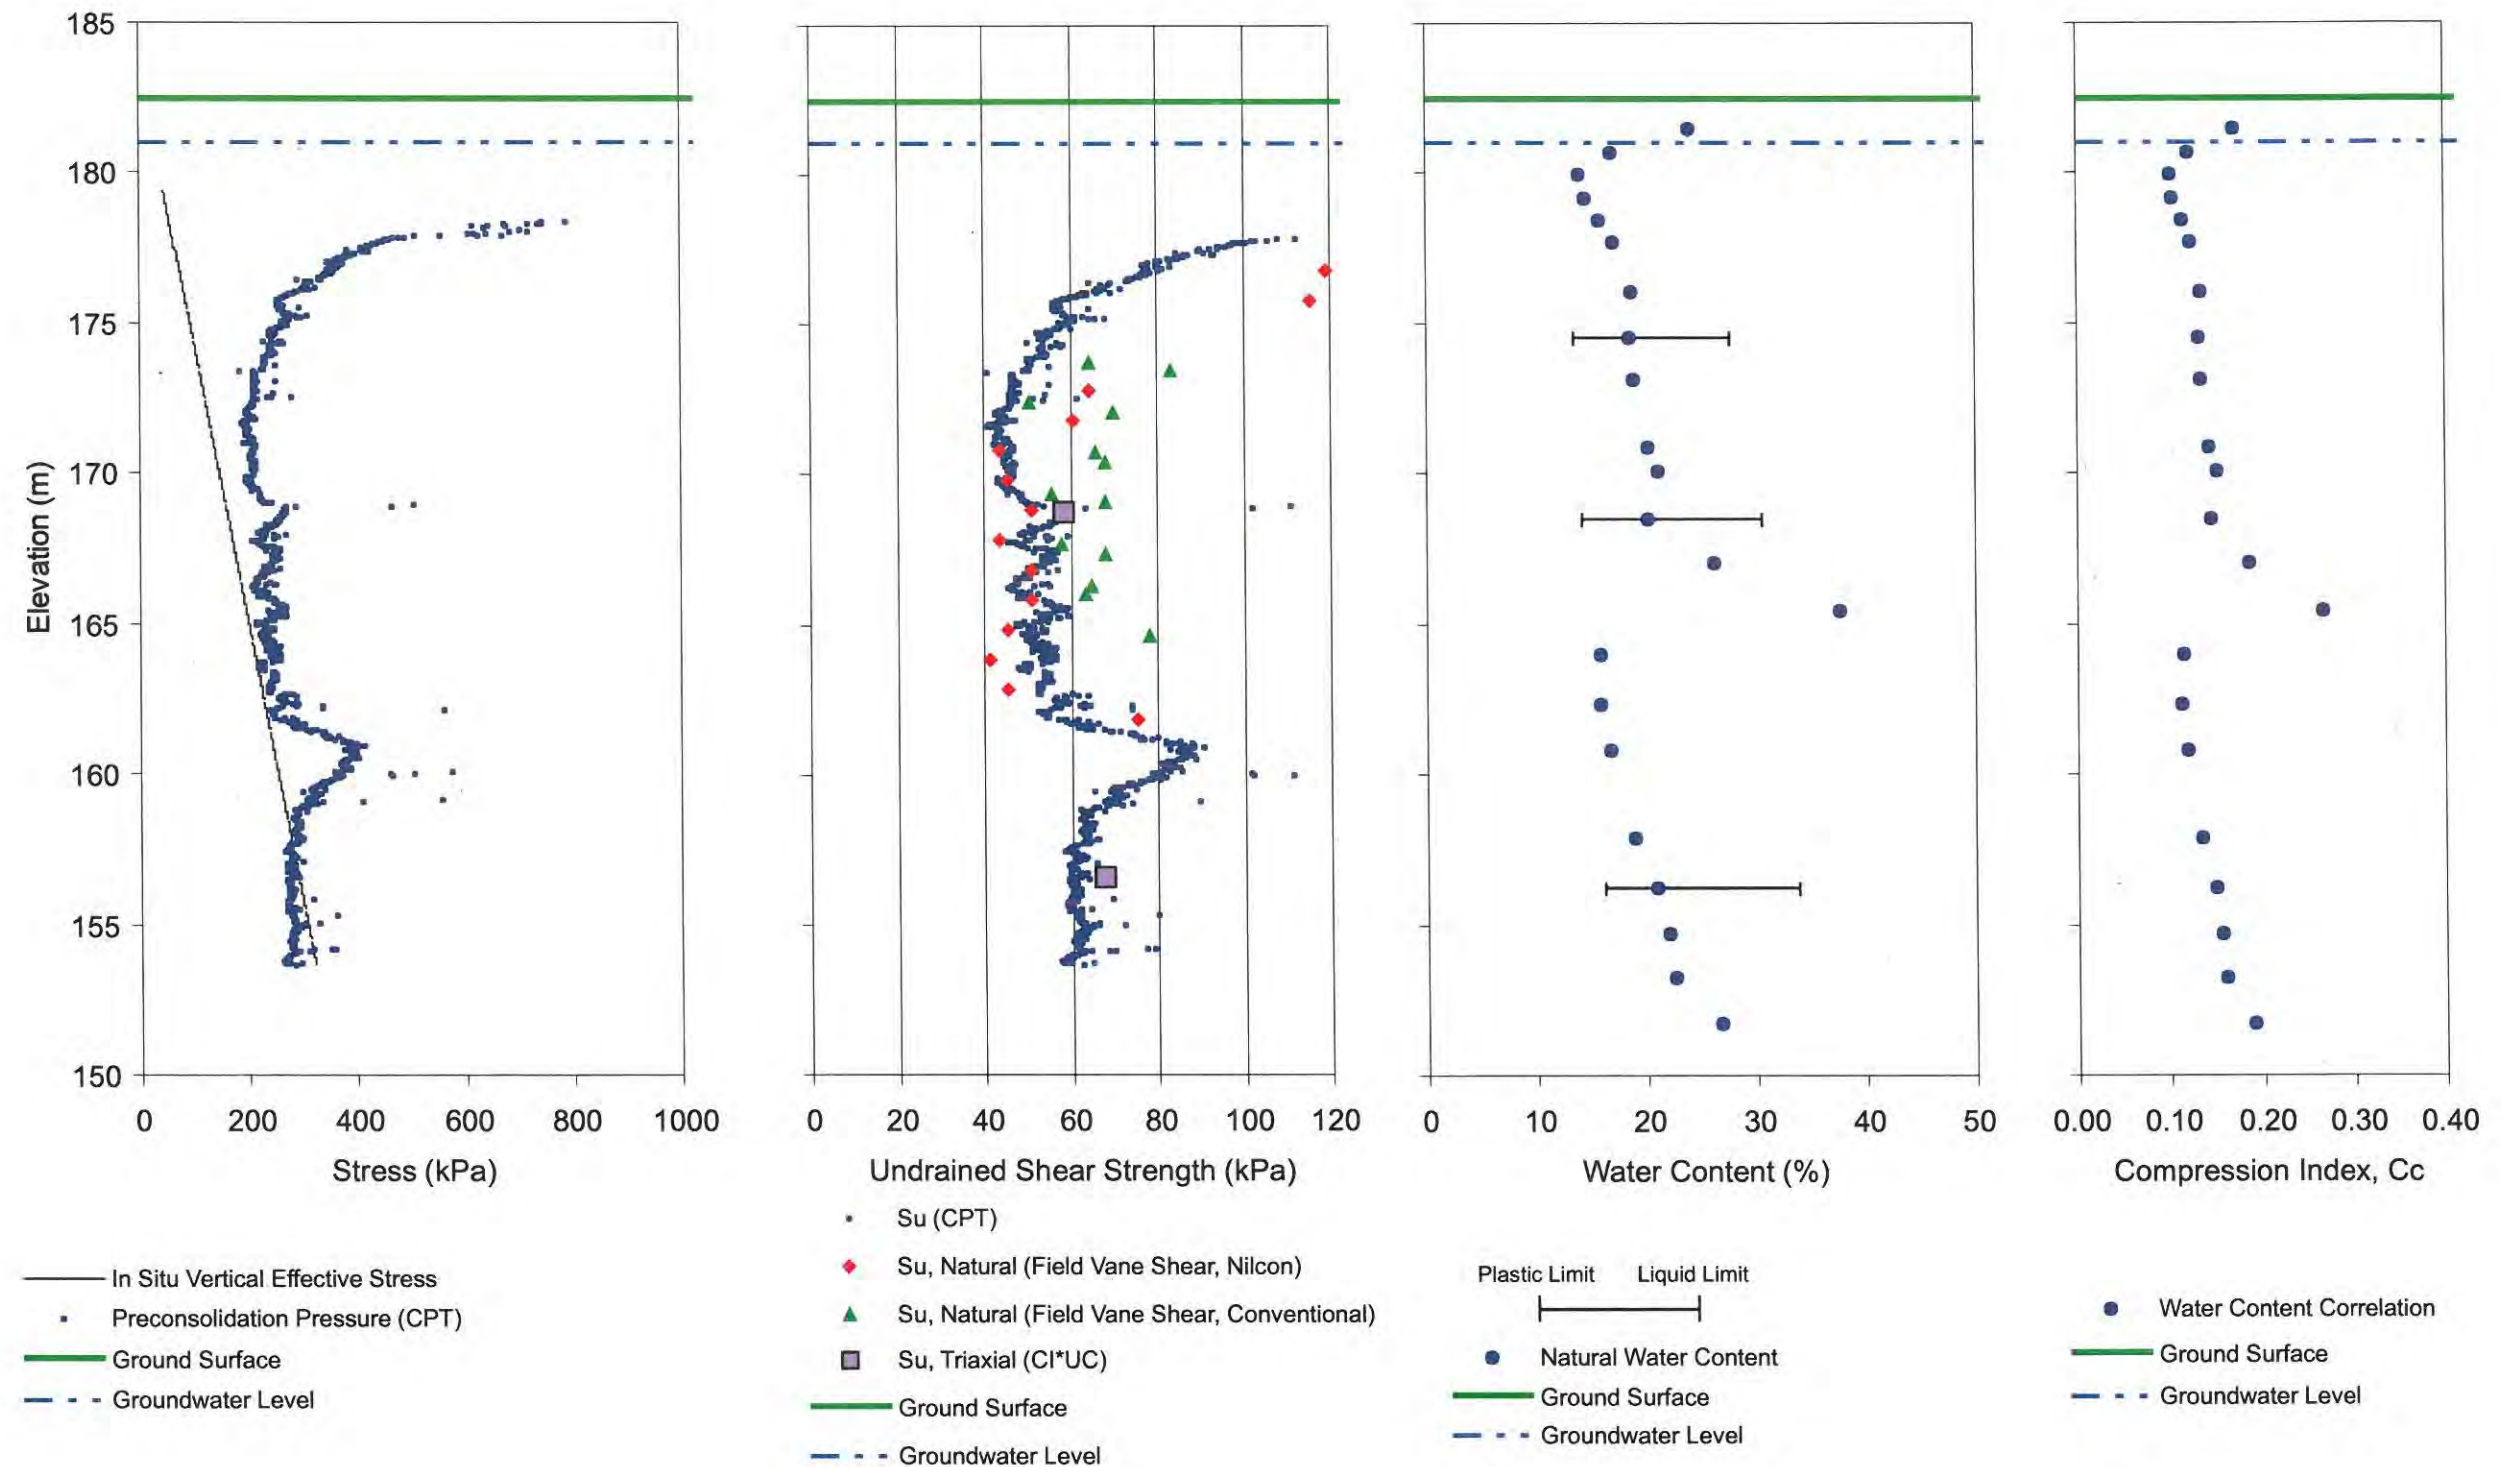 185
180
175
170
165
160
155
150
Elevation (m)
0 200 400 600 800 1000
Stress (kPa)
In Situ Vertical Effective Stress
Preconsolidation Pressure (CPT)
Ground Surface
Groundwater Level
0 20 40 60 80 100 120
Undrained Shear Strength (kPa)
Su (CPT)
Su, Natural (Field Vane Shear, Nilcon)
Su, Natural (Field Vane Shear, Conventional)
Su, Triaxial (CI*UC)
Ground Surface
Groundwater Level
0 10 20 30 40 50
Water Content (%)
Plastic Limit Liquid Limit
Natural Water Content
Ground Surface
Groundwater Level
0.00 0.10 0.20 0.30 0.40
Compression Index, Cc
Water Content Correlation
Ground Surface
Groundwater Level